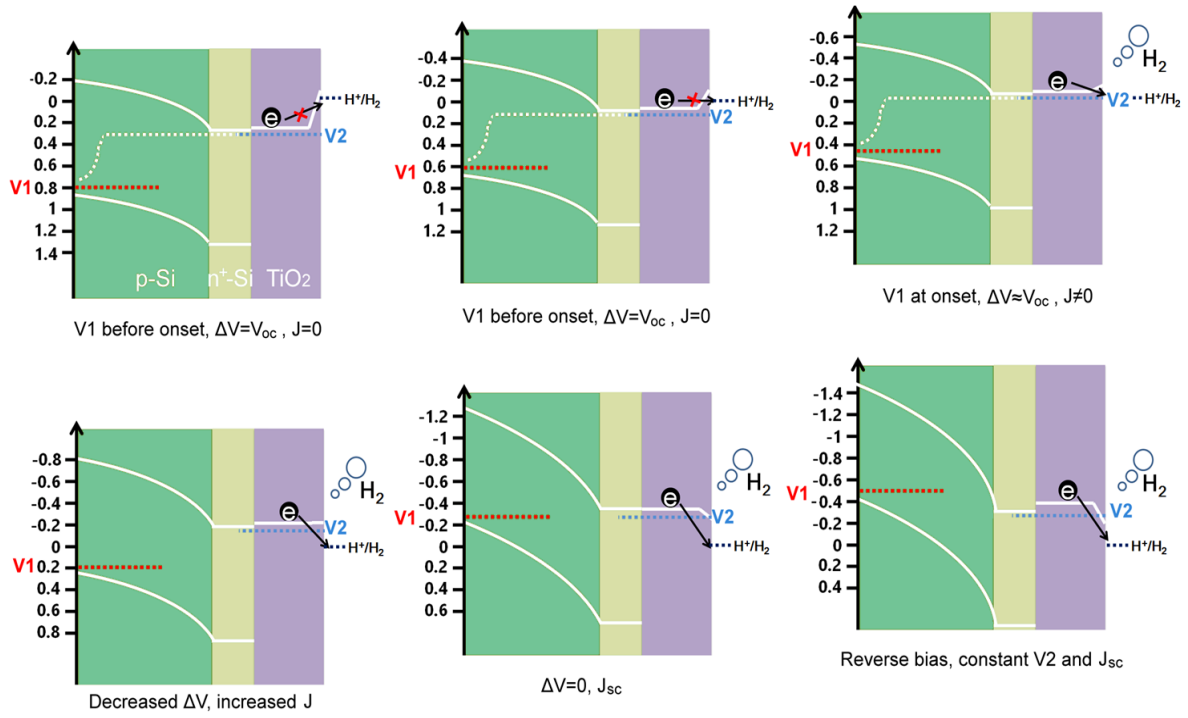 -0.2
0
H⁺/H₂
e
0.2
V2
0.4
0.6
V1
0.8
1
1.2
1.4
p-Si
n⁺-Si
TiO₂
V1 before onset, ΔV=Voc , J=0
-0.4
-0.2
e
0
H⁺/H₂
V2
0.2
0.4
V1
0.6
0.8
1
1.2
V1 before onset, ΔV=Voc , J=0
-0.6
H₂
-0.4
e
-0.2
V2
0
H⁺/H₂
0.2
V1
0.4
0.6
0.8
1
1.2
V1 at onset, ΔV≈Voc , J≠0
-0.8
-0.6
H₂
-0.4
e
-0.2
V2
0
H⁺/H₂
V1
0.2
0.4
0.6
0.8
Decreased ΔV, increased J
-1.2
-1
-0.8
H₂
-0.6
e
-0.4
V1
V2
-0.2
0
H⁺/H₂
0.2
0.4
0.6
ΔV=0, Jsc
-1.4
-1.2
-1
-0.8
H₂
-0.6
V1
e
-0.4
V2
-0.2
0
H⁺/H₂
0.2
0.4
Reverse bias, constant V2 and Jsc